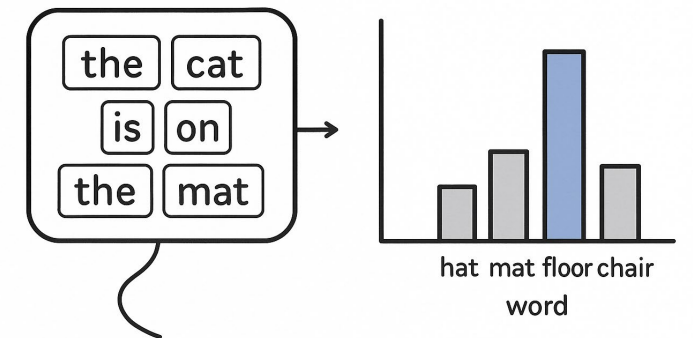 the cat
is on
the mat
hat mat floor chair
word